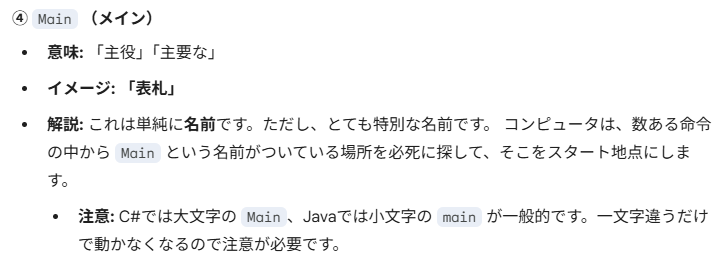 ④ Main （メイン）
• 意味: 「主役」「主要な」
• イメージ: 「表札」
• 解説: これは単純に名前です。ただし、とても特別な名前です。 コンピュータは、数ある命令
の中から Main という名前がついている場所を必死に探して、そこをスタート地点にしま
す。
• 注意: C#では大文字の Main 、Javaでは小文字の main が一般的です。一文字違うだけ
で動かなくなるので注意が必要です。